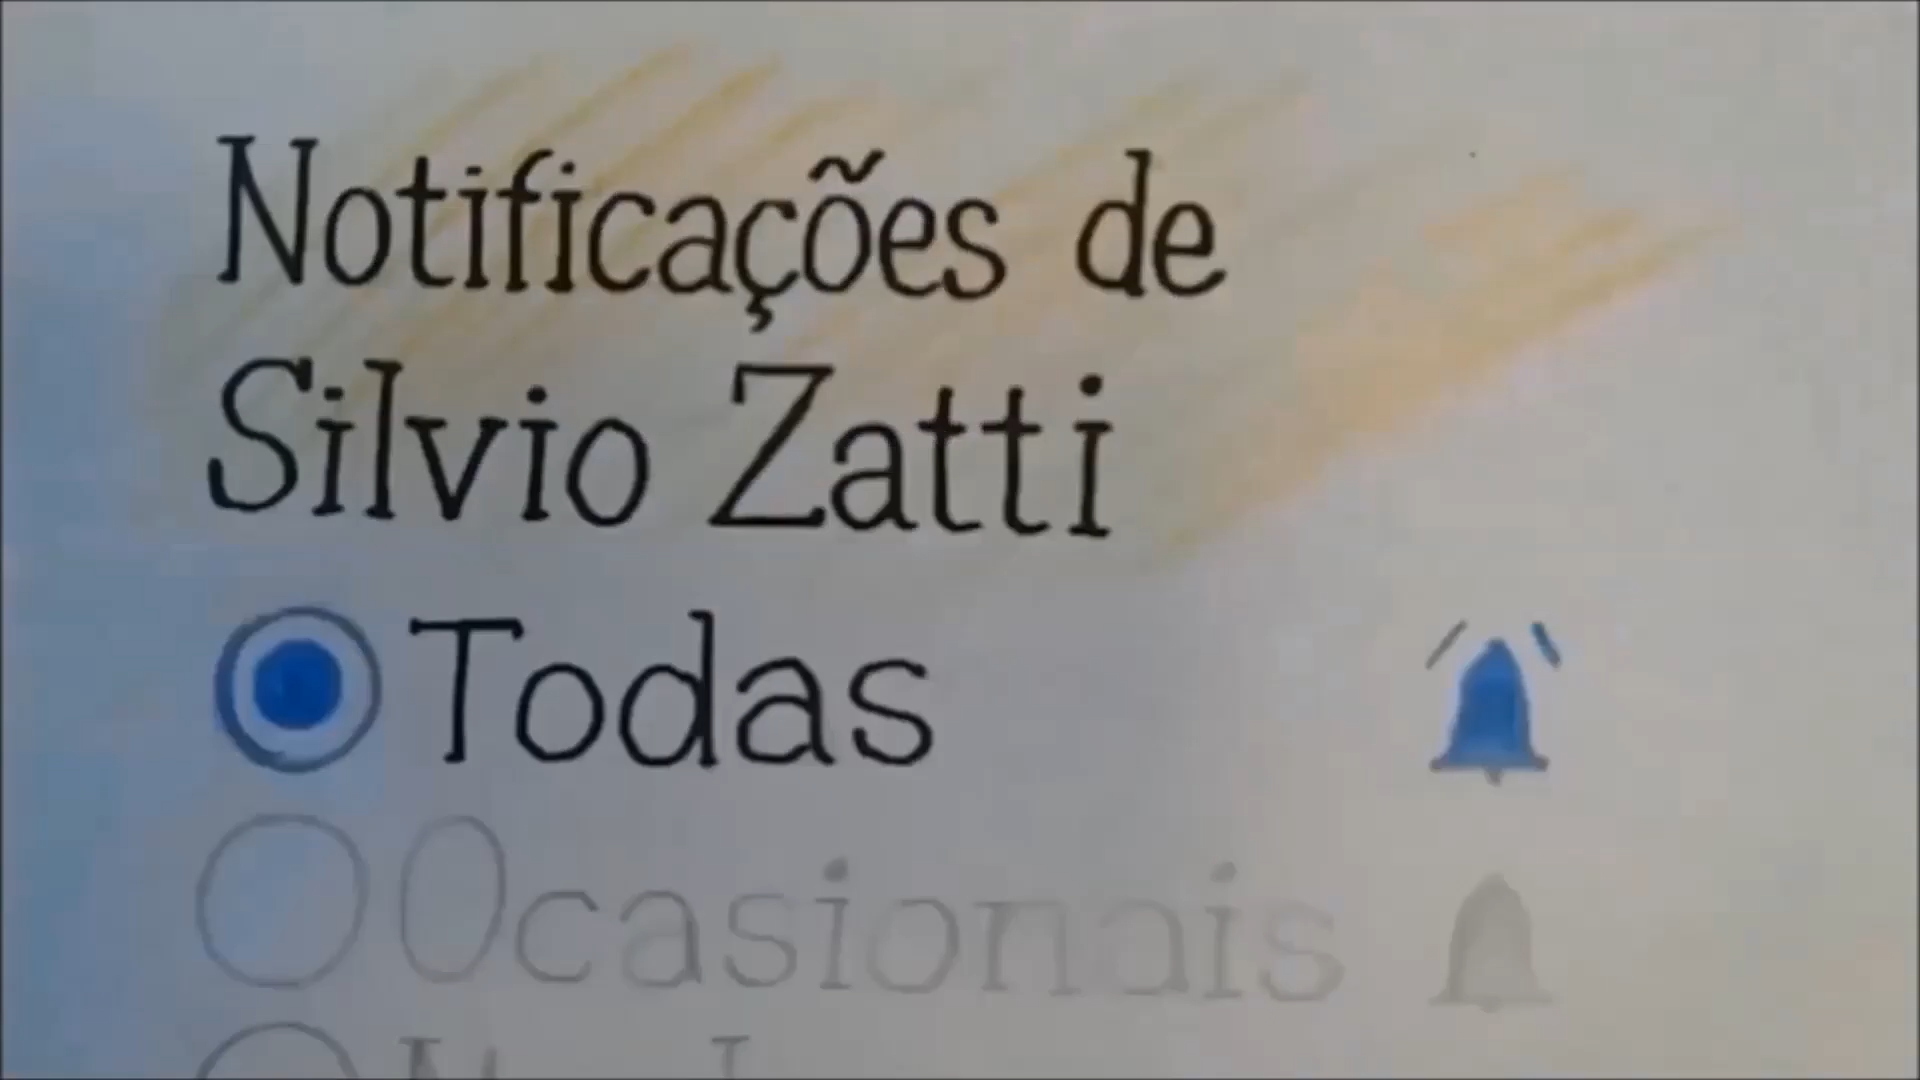 Notificações de
Silvio Zatti
Todas
Ocasionais